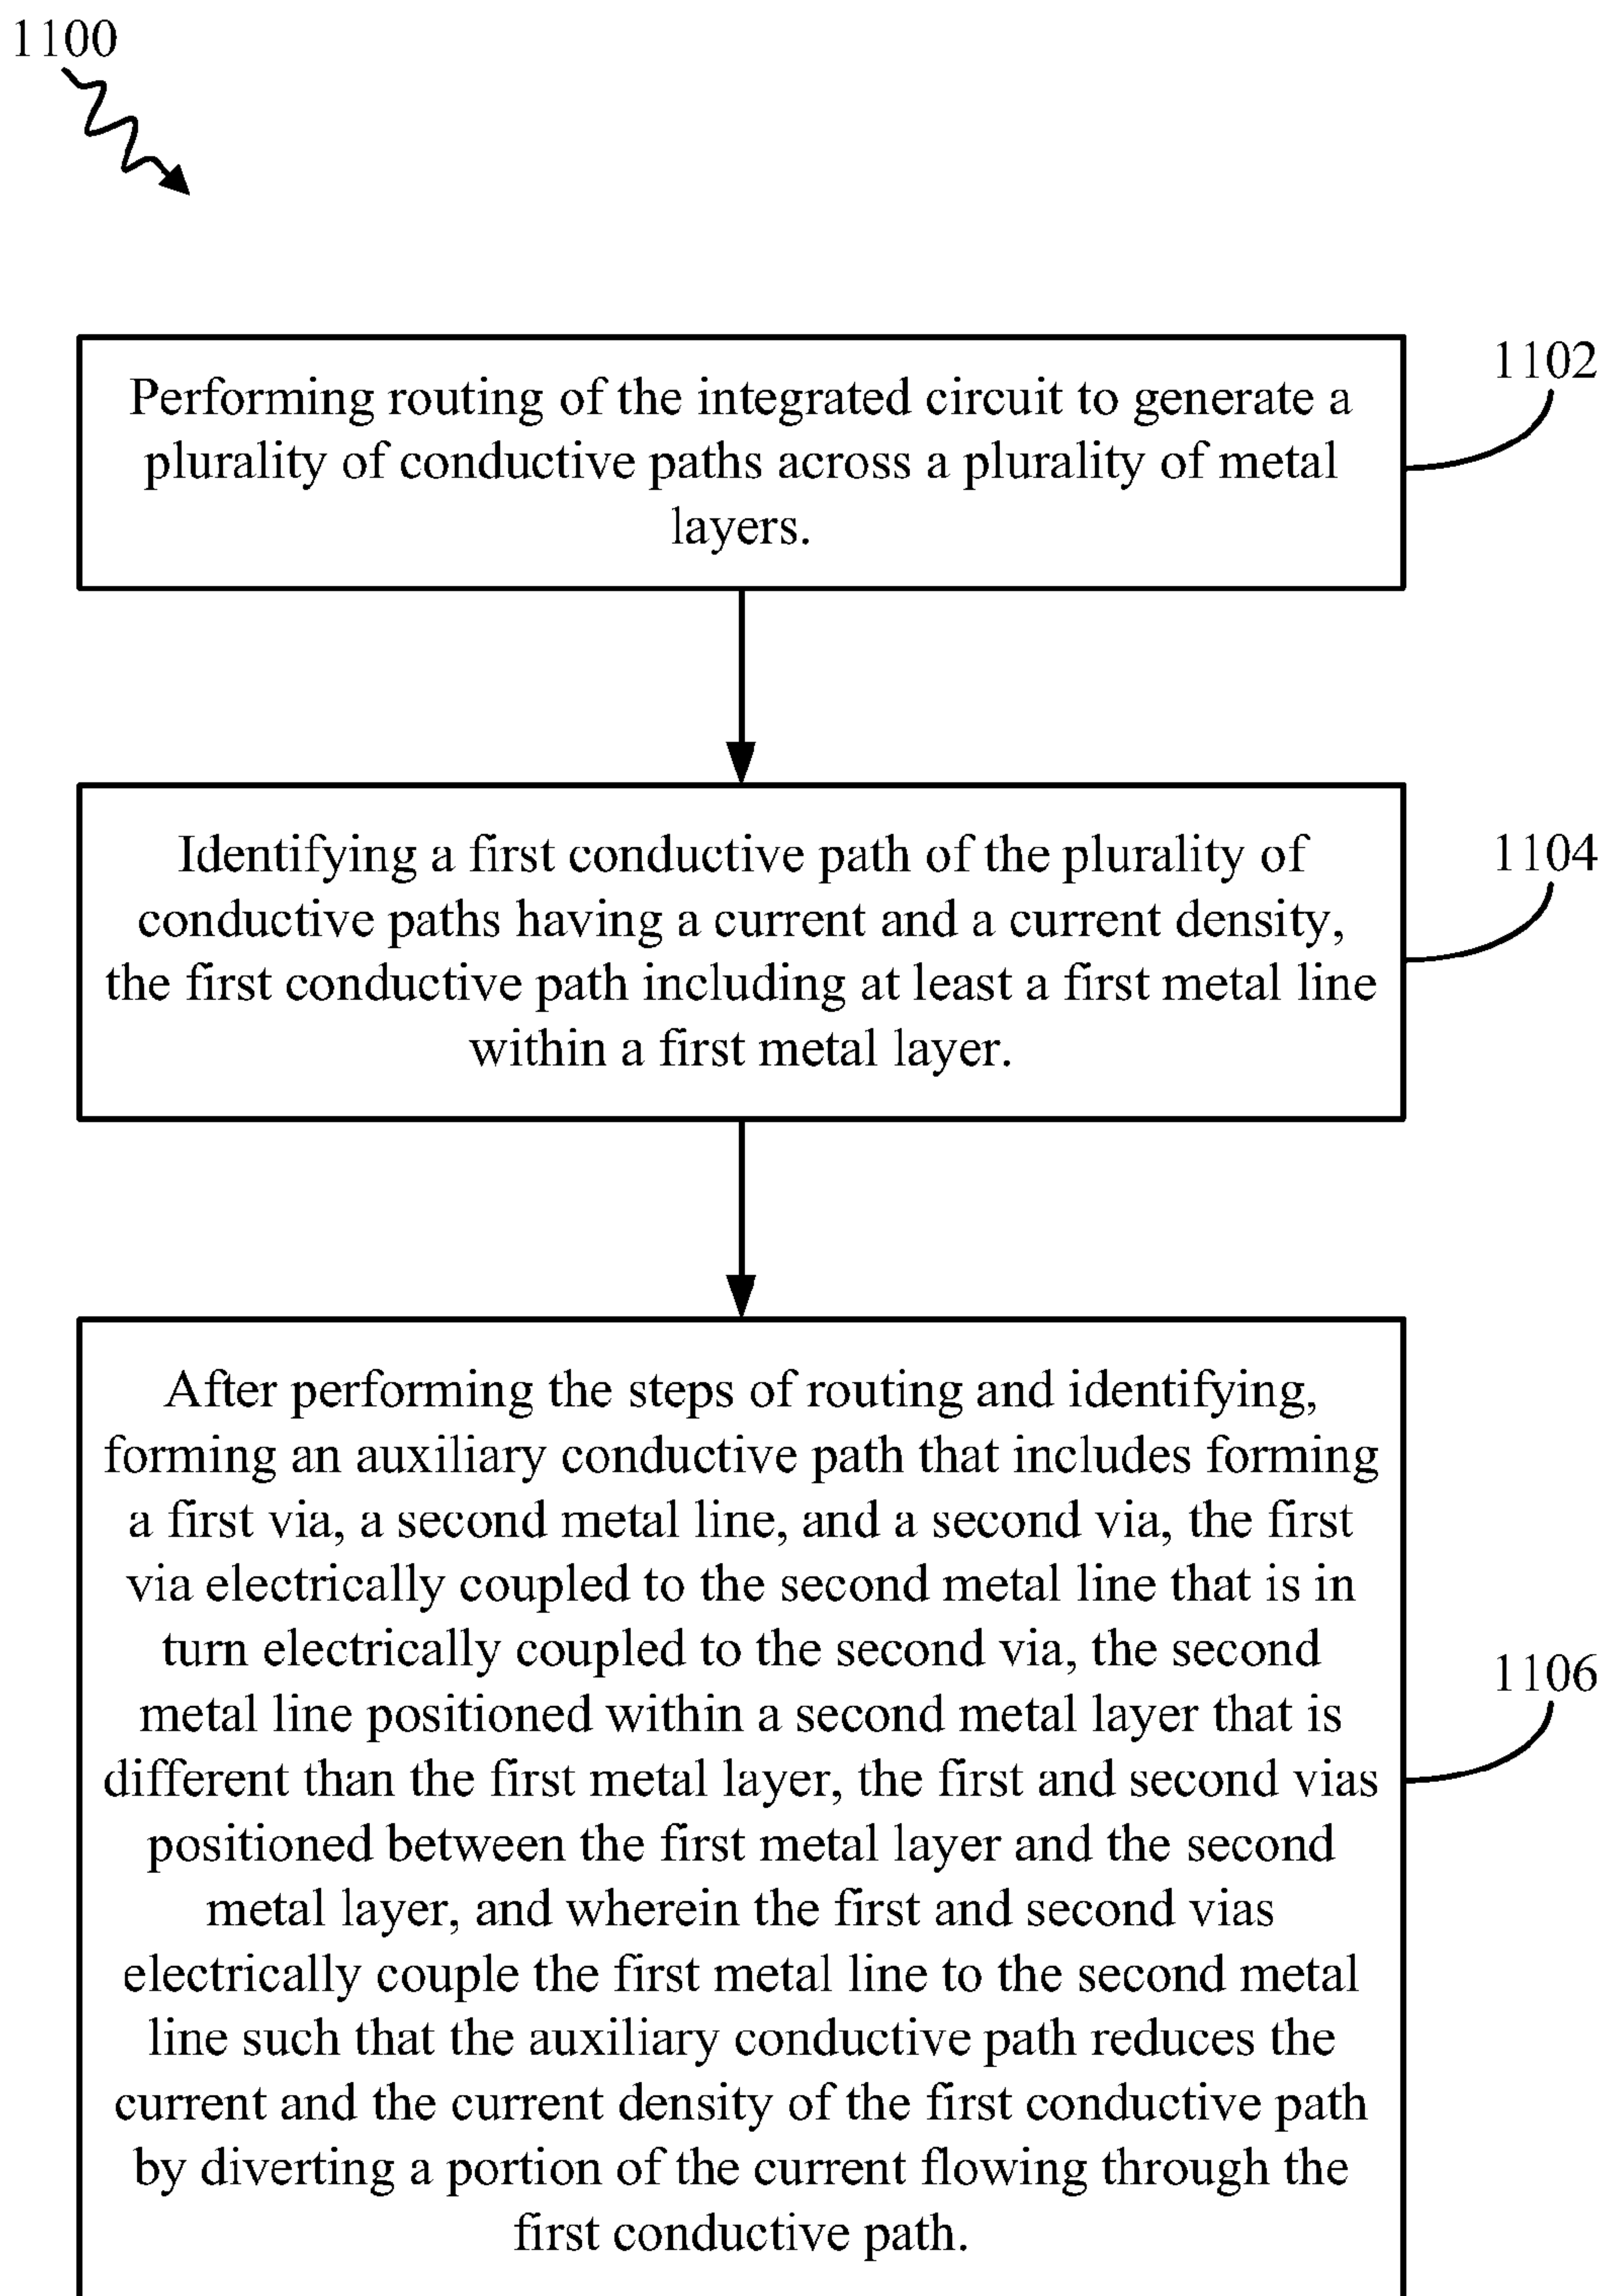 1100
Performing routing of the integrated circuit to generate a
plurality of conductive paths across a plurality of metal
layers.
1102
Identifying a first conductive path of the plurality of
conductive paths having a current and a current density,
the first conductive path including at least a first metal line
within a first metal layer.
1104
After performing the steps of routing and identifying,
forming an auxiliary conductive path that includes forming
a first via, a second metal line, and a second via, the first
via electrically coupled to the second metal line that is in
turn electrically coupled to the second via, the second
metal line positioned within a second metal layer that is
different than the first metal layer, the first and second vias
positioned between the first metal layer and the second
metal layer, and wherein the first and second vias
electrically couple the first metal line to the second metal
line such that the auxiliary conductive path reduces the
current and the current density of the first conductive path
by diverting a portion of the current flowing through the
first conductive path.
1106